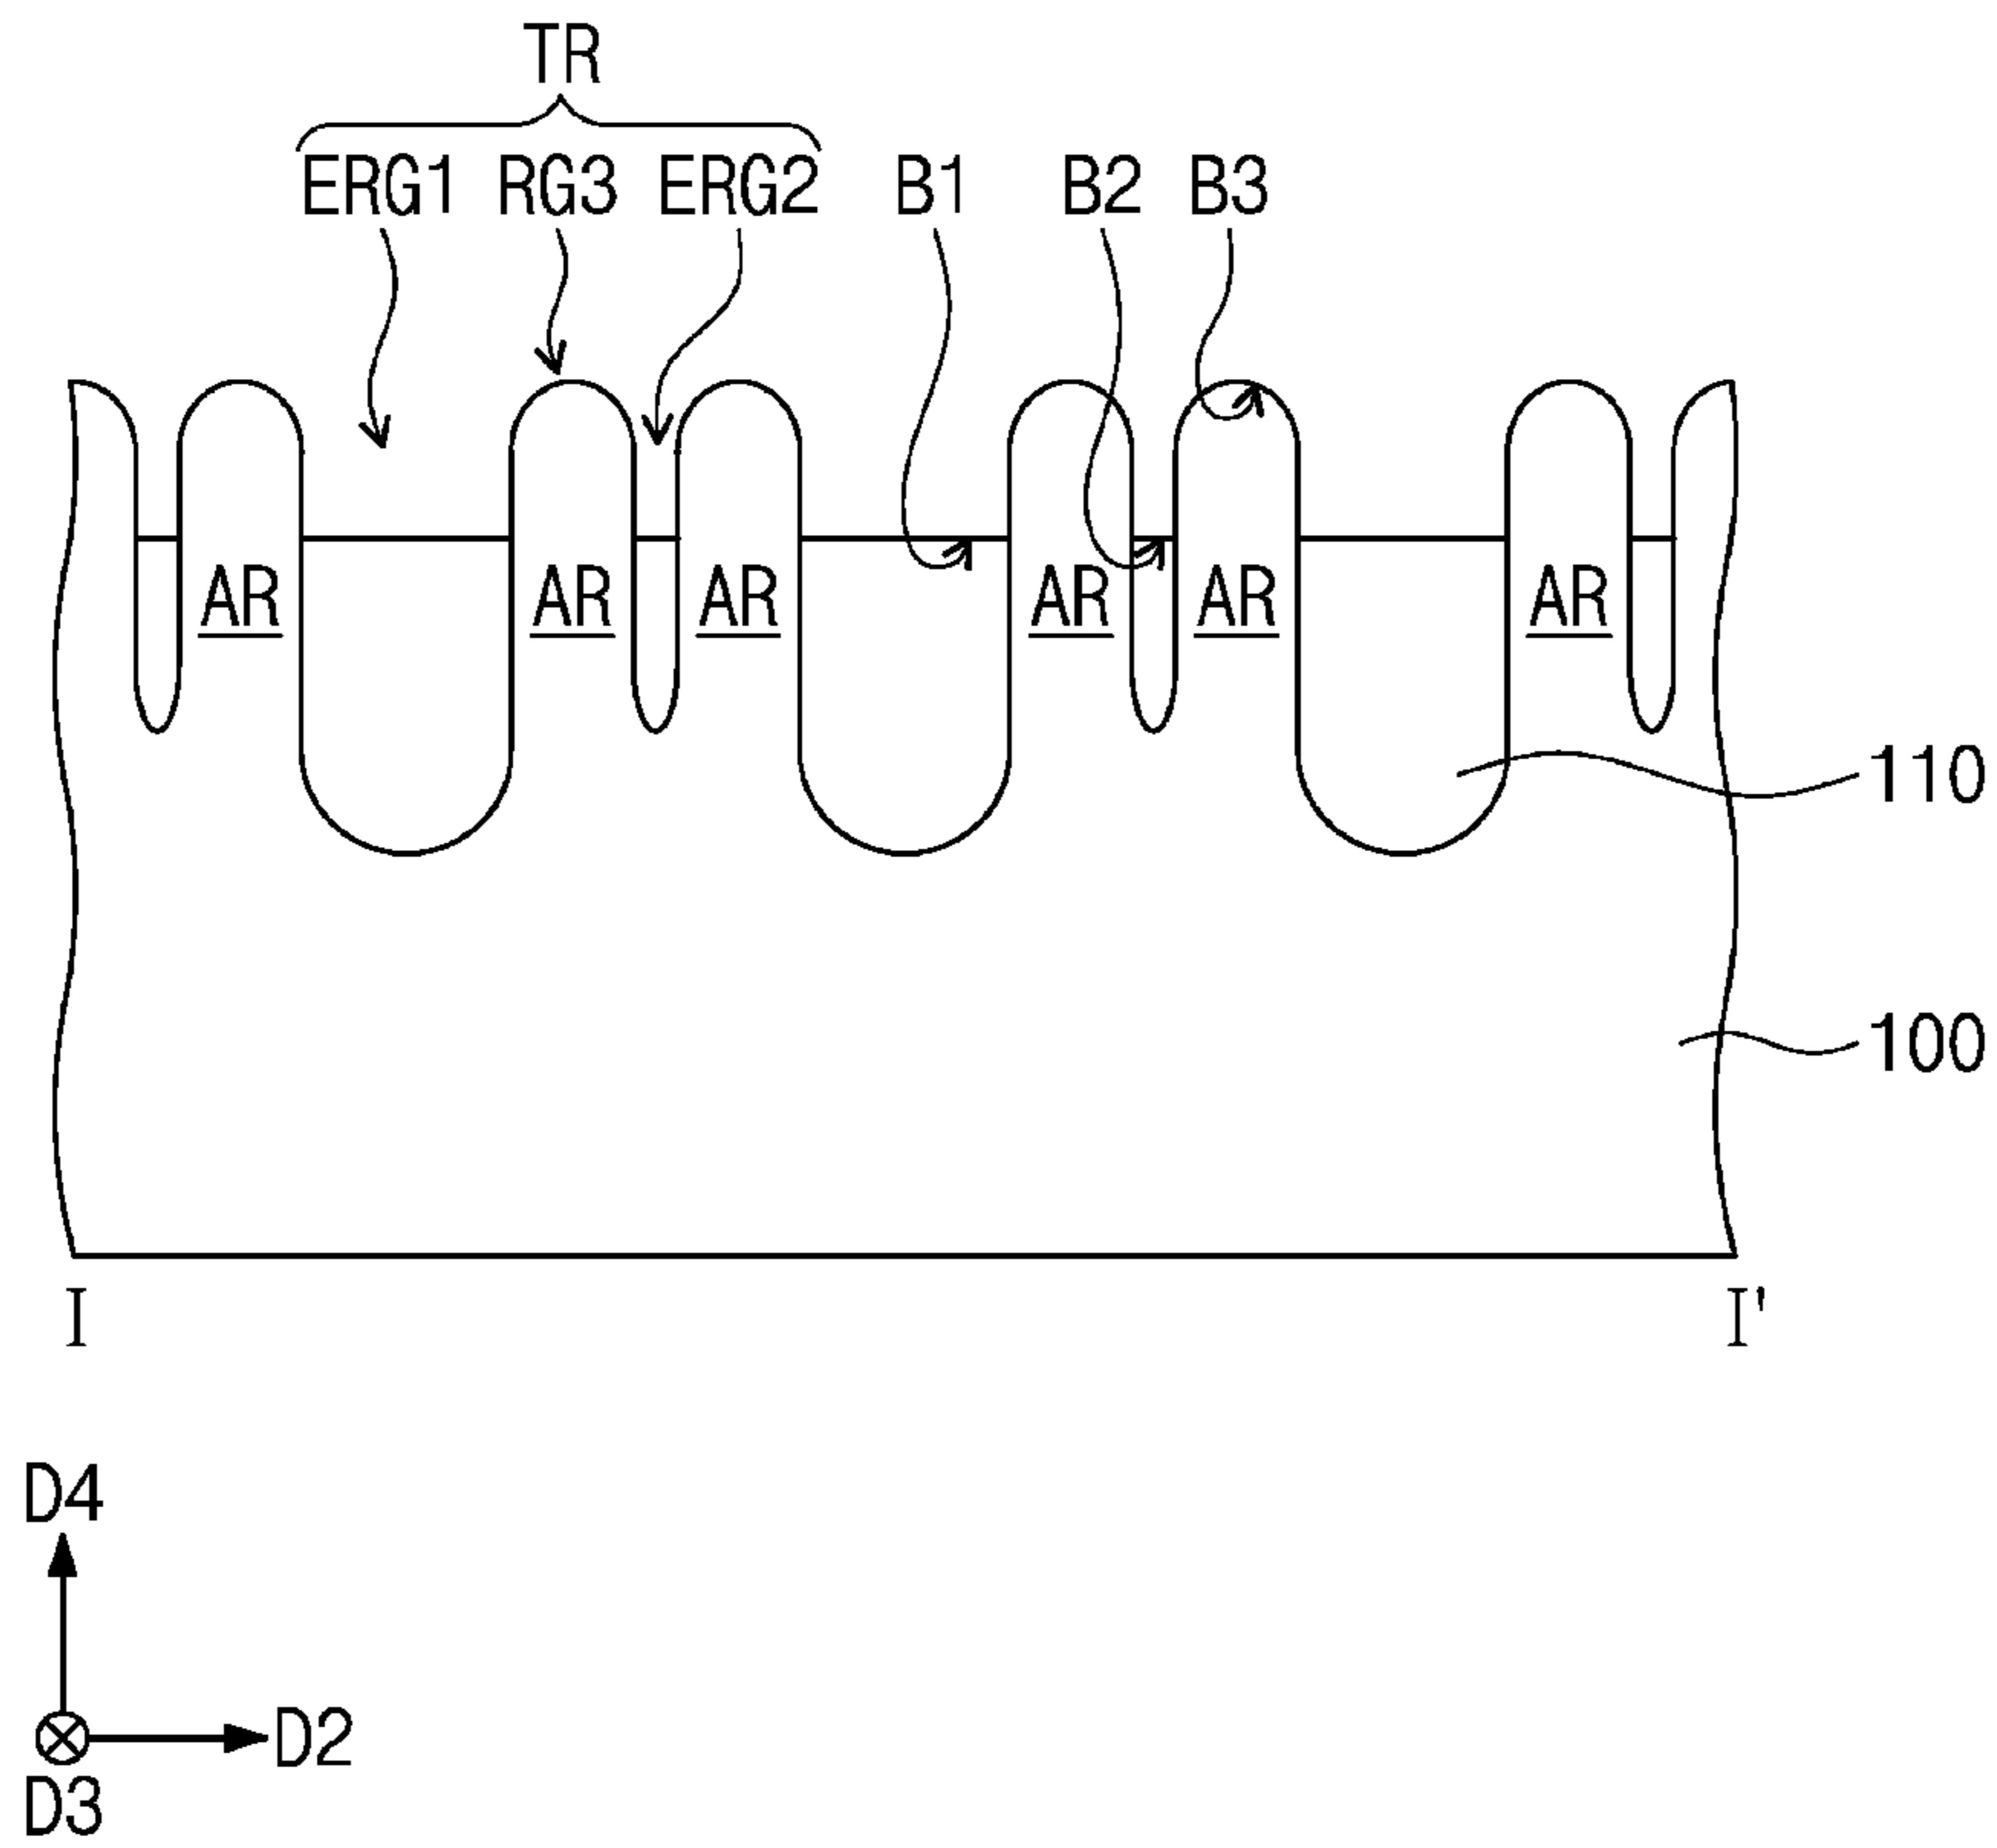 TR
ERG1 RG3 ERG2 B1 B2 B3
AR AR AR AR AR AR
110
100
I I'
D4
D2
D3